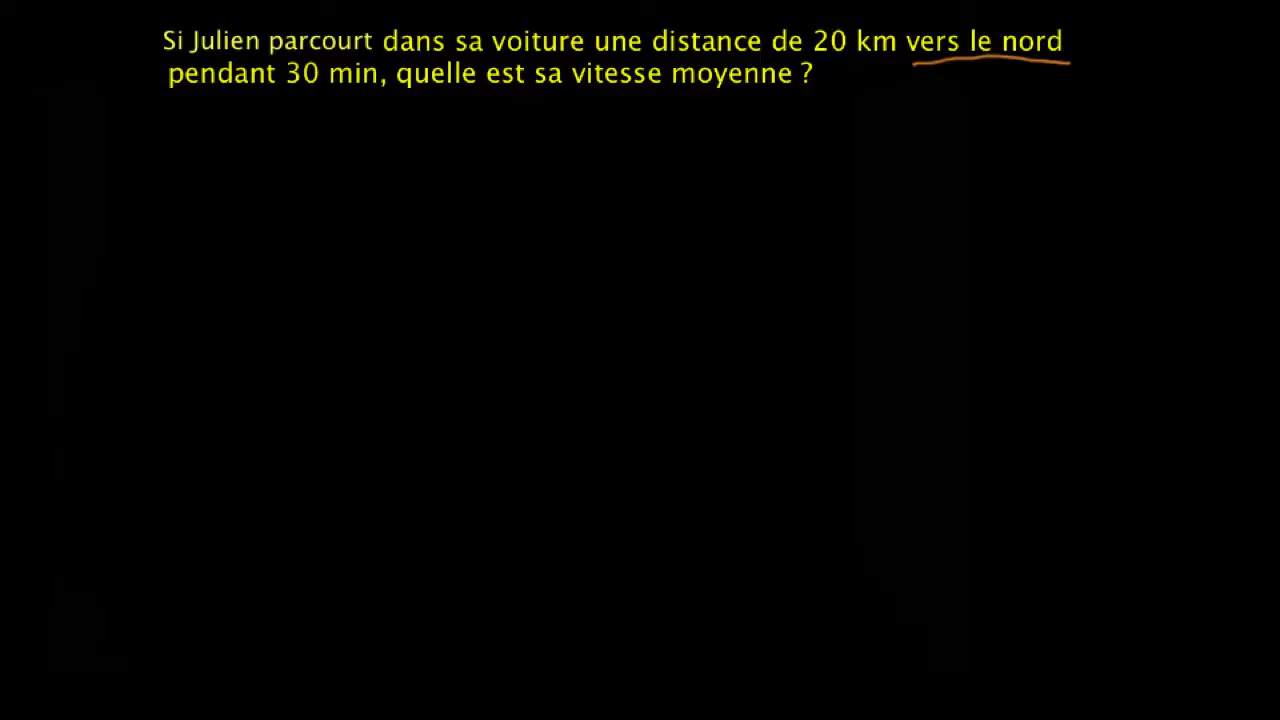 Si Julien parcourt dans sa voiture une distance de 20 km vers le nord
pendant 30 min, quelle est sa vitesse moyenne ?